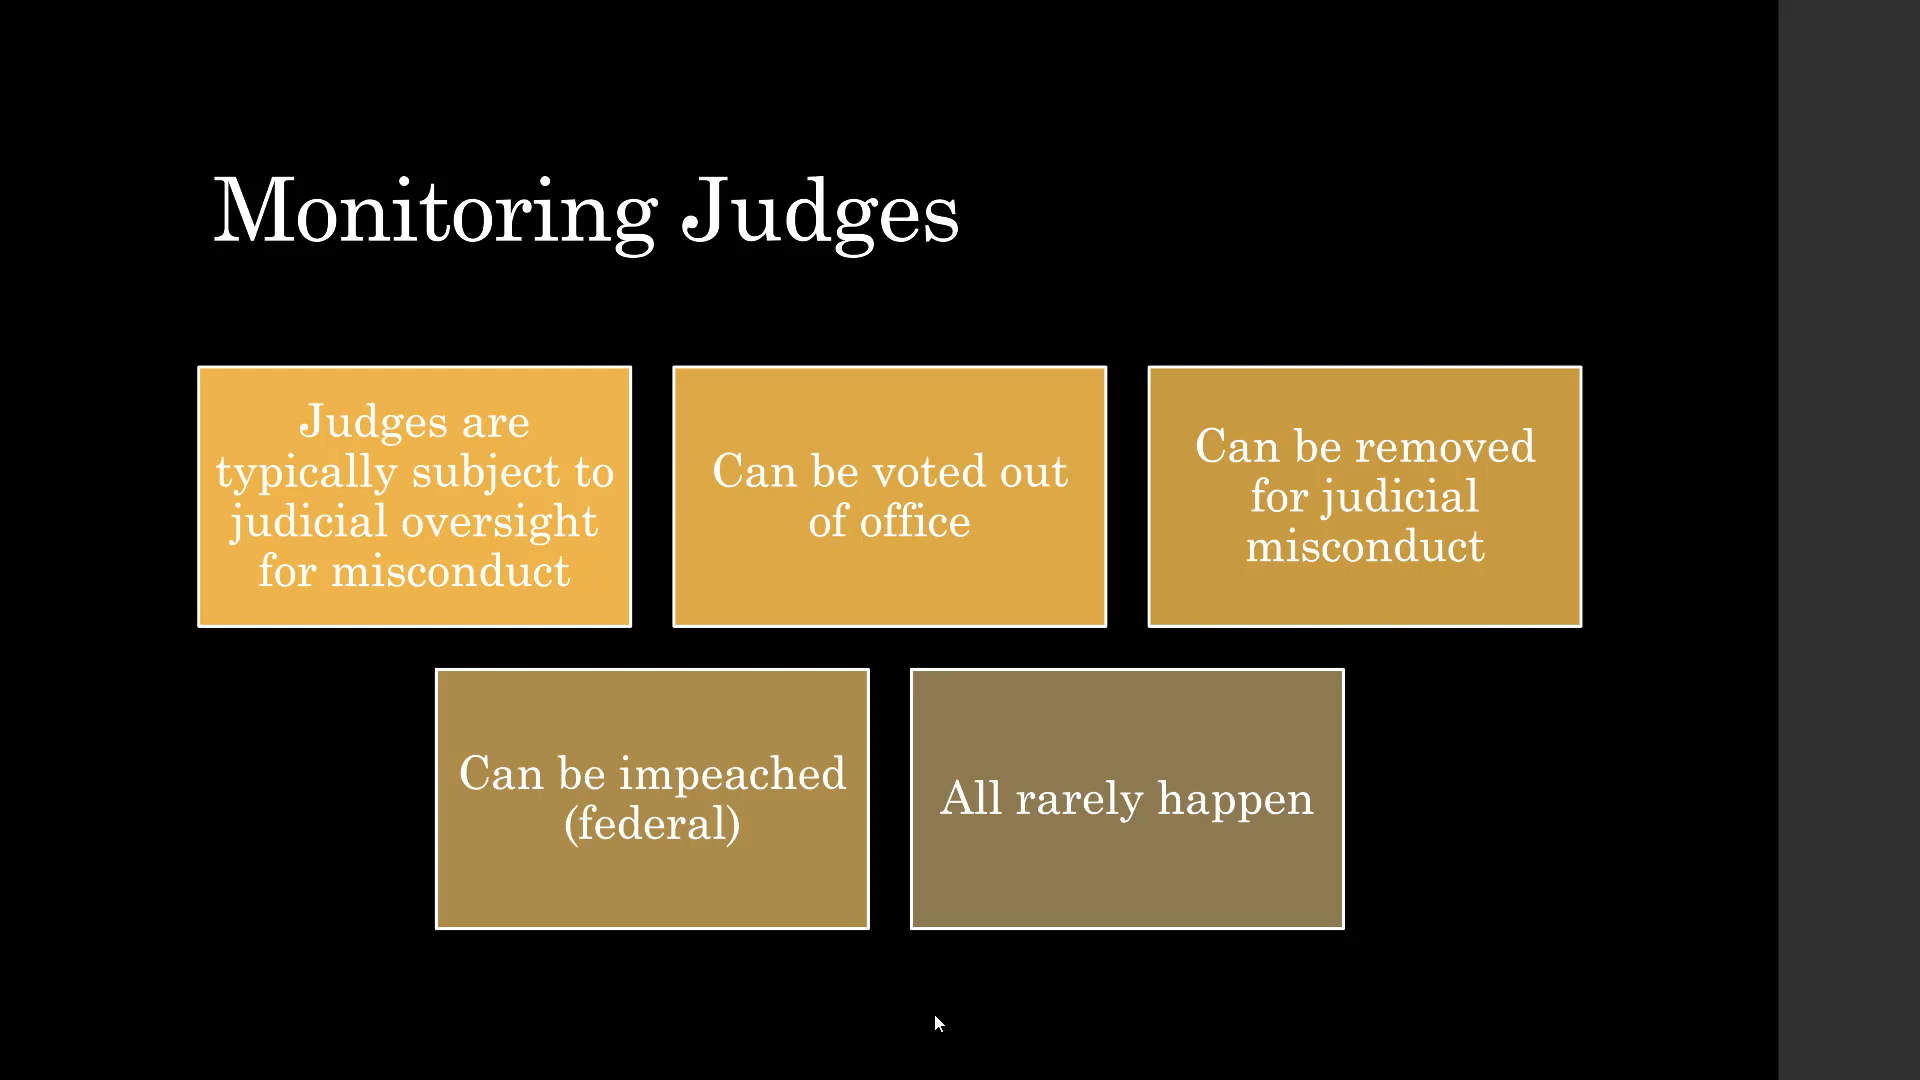 Monitoring Judges
Judges are
typically subject to
judicial oversight
for misconduct
Can be voted out
of office
Can be removed
for judicial
misconduct
Can be impeached
(federal)
All rarely happen